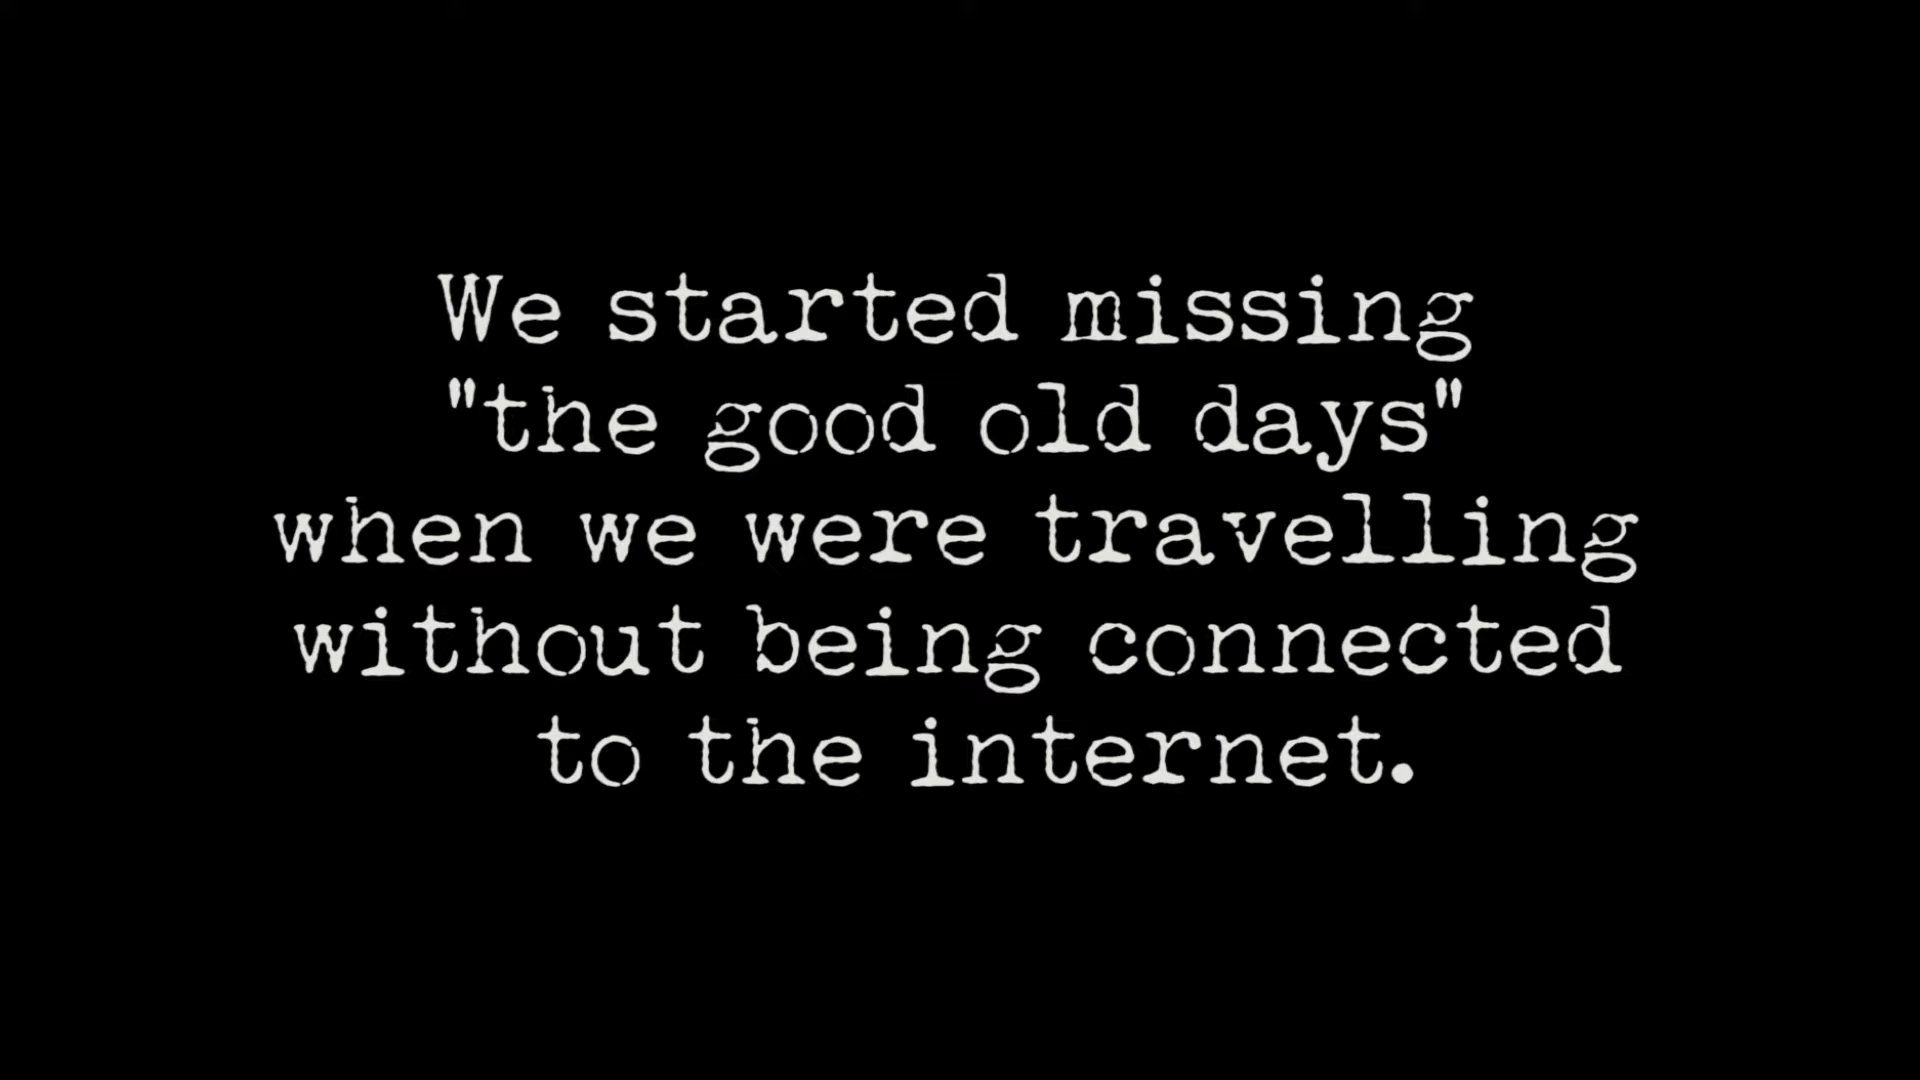 We started missing
"the good old days"
when we were travelling
without being connected
to the internet.